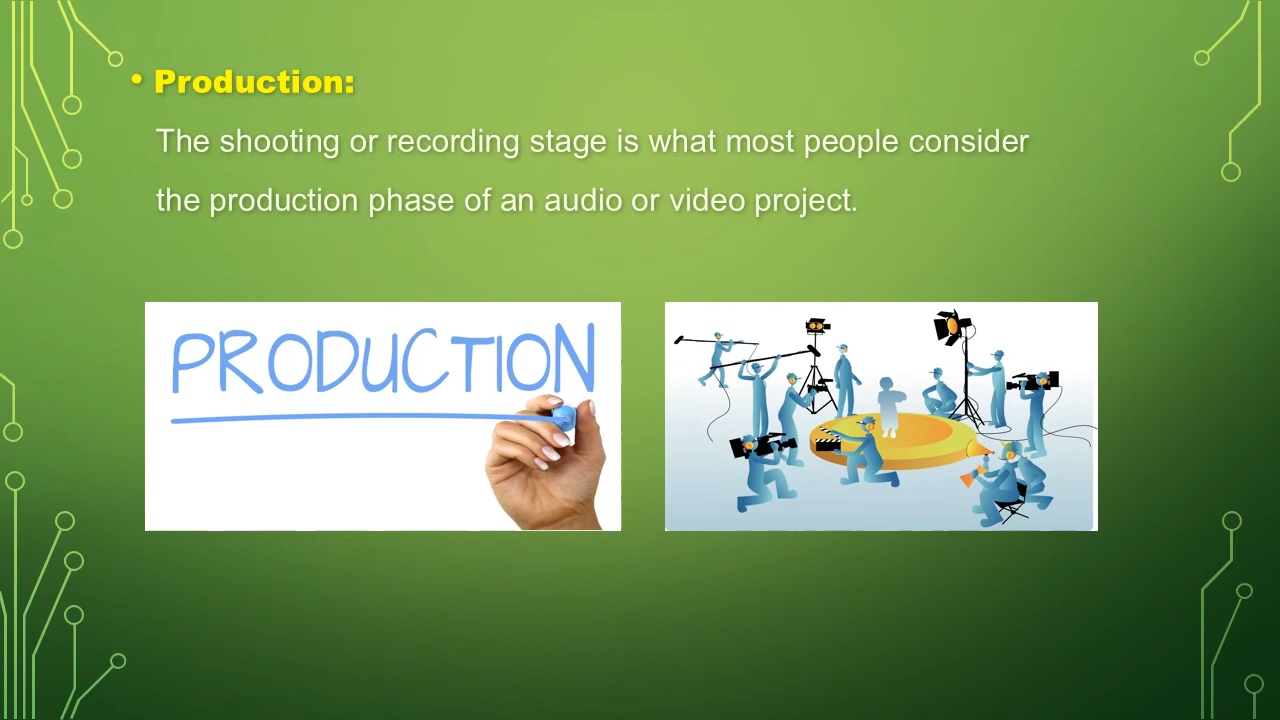 • Production:
The shooting or recording stage is what most people consider
the production phase of an audio or video project.
PRODUCTION